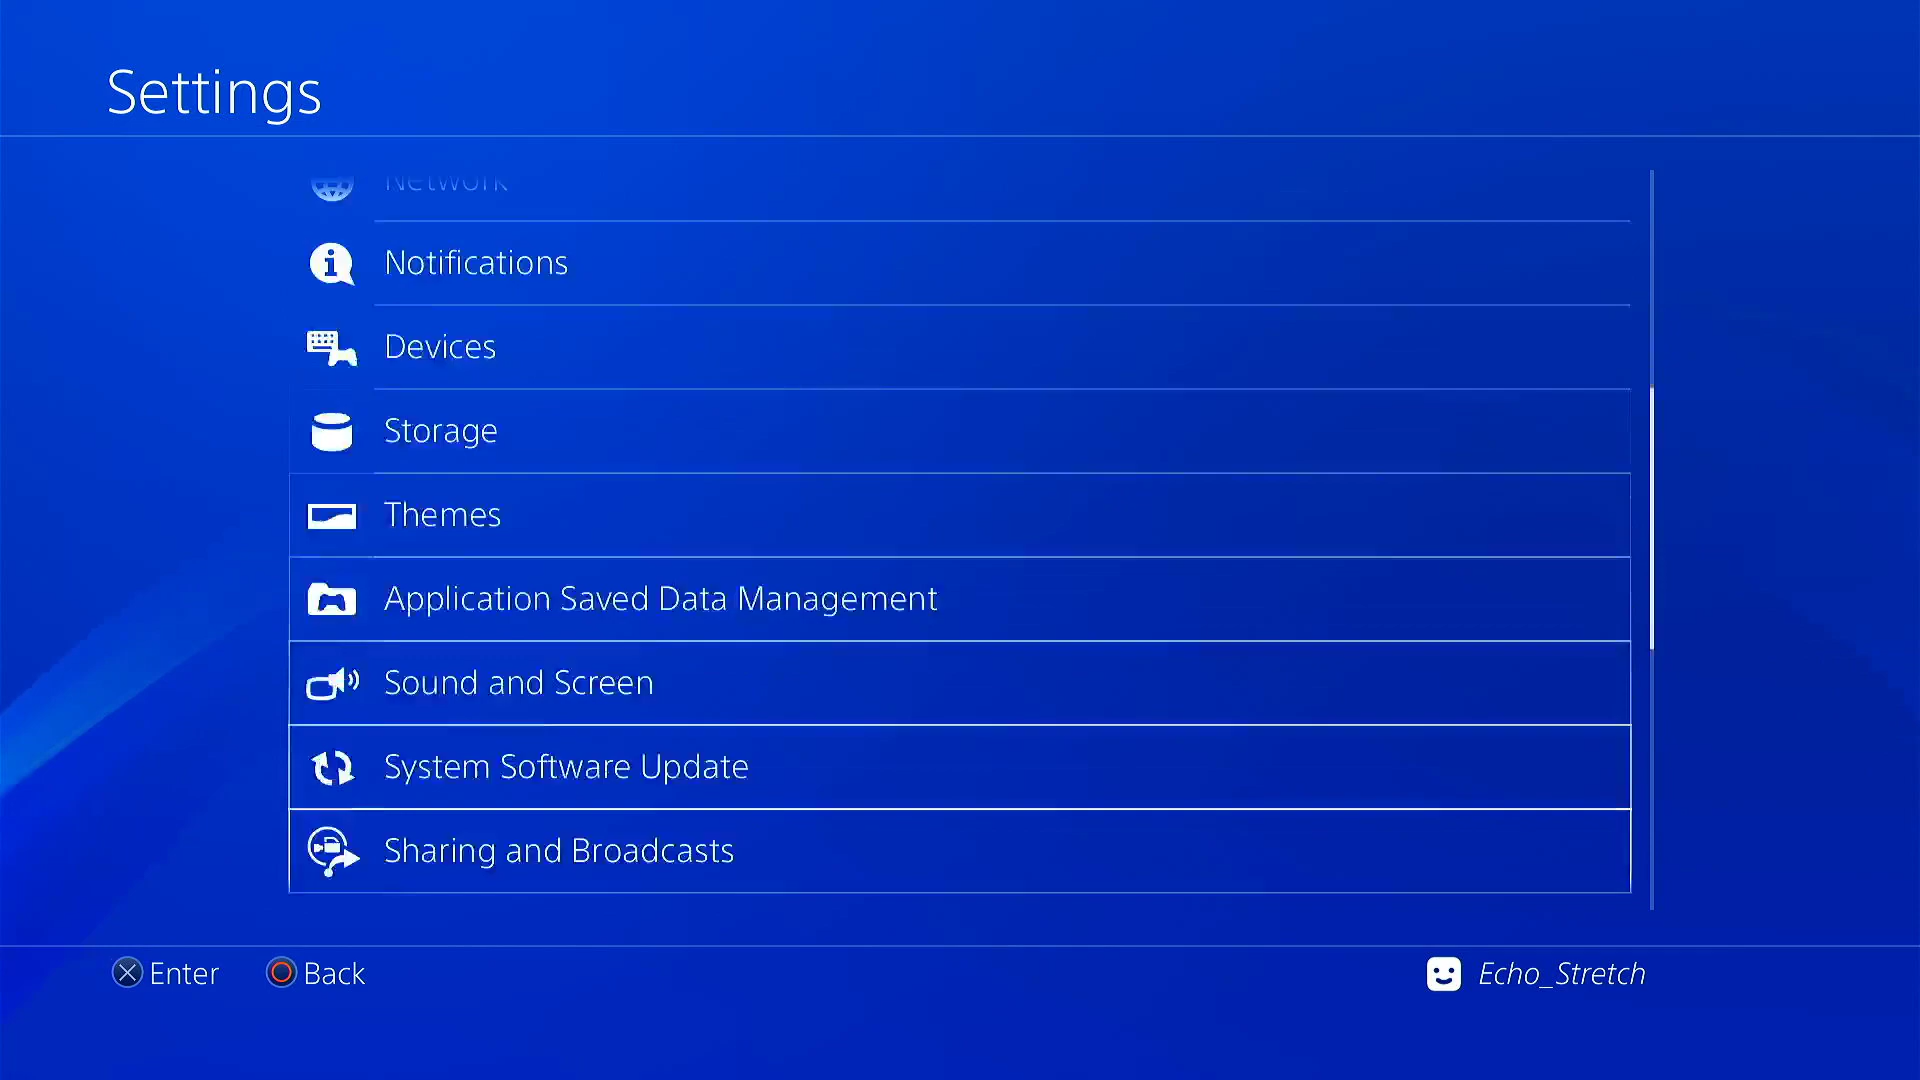 Settings
Network
Notifications
Devices
Storage
Themes
Application Saved Data Management
Sound and Screen
System Software Update
Sharing and Broadcasts
Enter
Back
Echo_Stretch